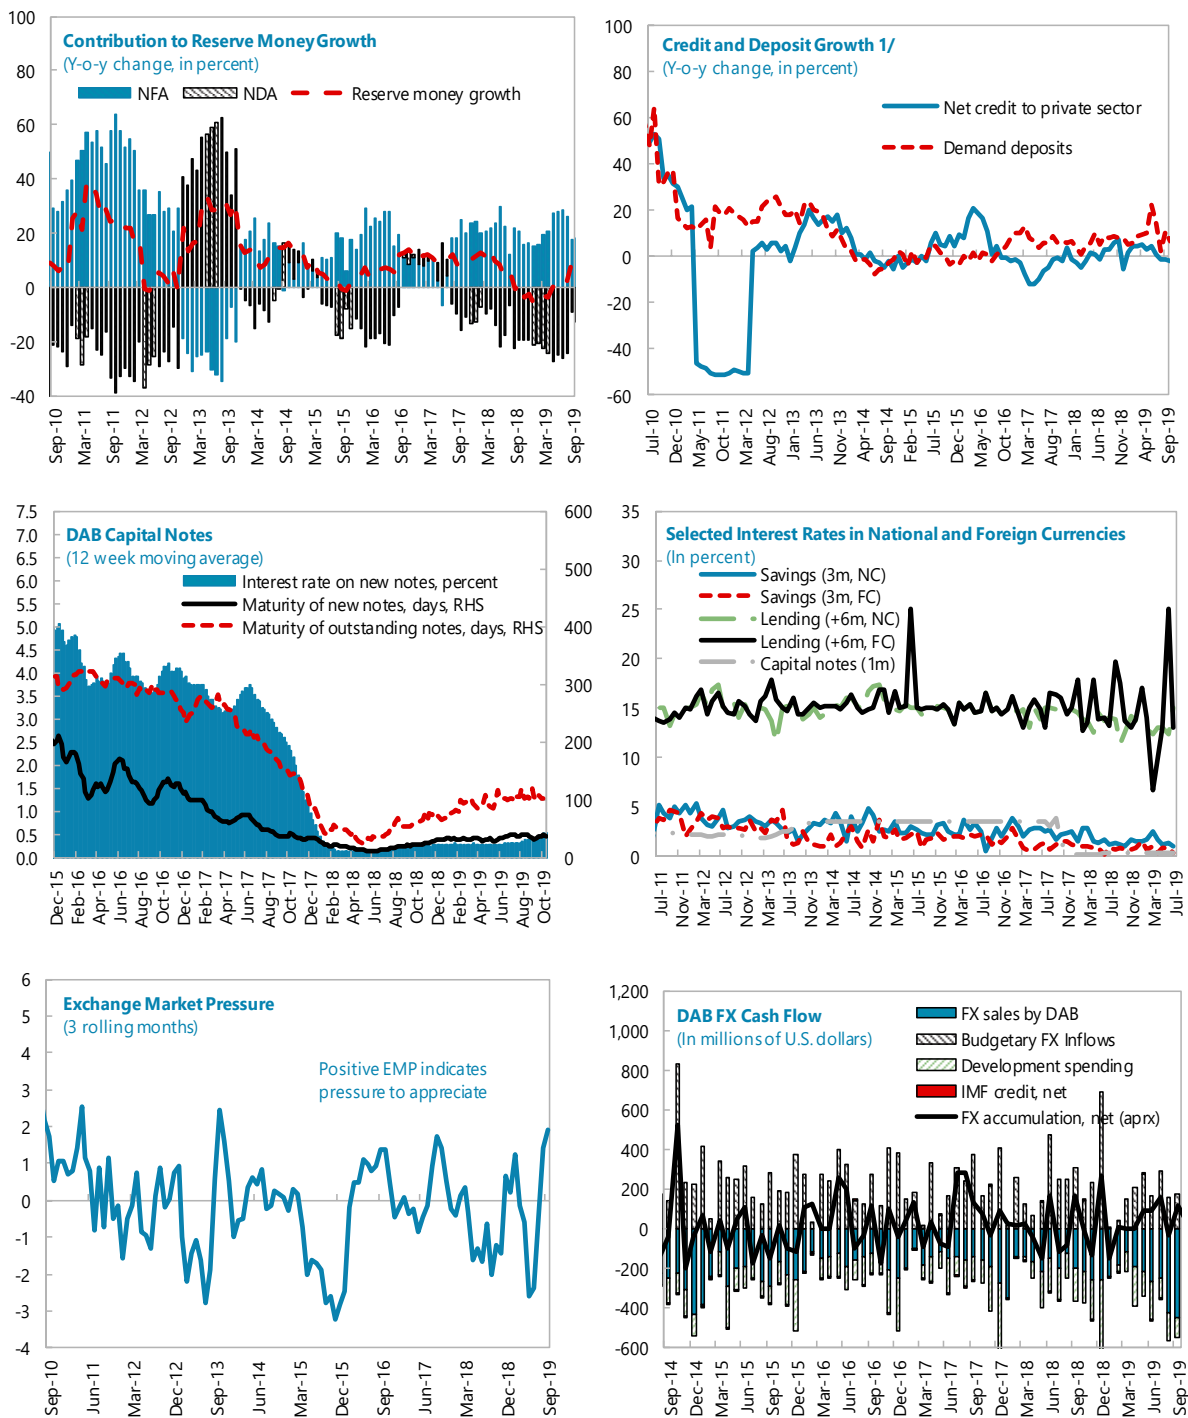 Contribution to Reserve Money Growth
(Y-o-y change, in percent)
NFA NDA Reserve money growth
100
80
60
40
20
0
-20
-40
Sep-10 Mar-11 Sep-11 Mar-12 Sep-12 Mar-13 Sep-13 Mar-14 Sep-14 Mar-15 Sep-15 Mar-16 Sep-16 Mar-17 Sep-17 Mar-18 Sep-18 Mar-19 Oct-19 Sep-19
Credit and Deposit Growth 1/
(Y-o-y change, in percent)
Net credit to private sector
Demand deposits
100
80
60
40
20
0
-20
-40
-60
Jul-10 Dec-10 May-11 Oct-11 Mar-12 Aug-12 Jan-13 Jun-13 Nov-13 Apr-14 Sep-14 Feb-15 Jul-15 Dec-15 May-16 Oct-16 Mar-17 Aug-17 Jan-18 Jun-18 Nov-18 Apr-19 Sep-19
DAB Capital Notes
(12 week moving average)
Interest rate on new notes, percent
Maturity of new notes, days, RHS
Maturity of outstanding notes, days, RHS
7.5
7.0
6.5
6.0
5.5
5.0
4.5
4.0
3.5
3.0
2.5
2.0
1.5
1.0
0.5
0.0
600
500
400
300
200
100
0
Dec-15 Feb-16 Apr-16 Jun-16 Aug-16 Oct-16 Dec-16 Feb-17 Apr-17 Jun-17 Aug-17 Oct-17 Dec-17 Feb-18 Apr-18 Jun-18 Aug-18 Oct-18 Dec-18 Feb-19 Apr-19 Jun-19 Aug-19 Oct-19
Selected Interest Rates in National and Foreign Currencies
(In percent)
Savings (3m, NC)
Savings (3m, FC)
Lending (+6m, NC)
Lending (+6m, FC)
Capital notes (1m)
35
30
25
20
15
10
5
0
Jul-11 Nov-11 Mar-12 Jul-12 Nov-12 Mar-13 Jul-13 Nov-13 Mar-14 Jul-14 Nov-14 Mar-15 Jul-15 Nov-15 Mar-16 Jul-16 Nov-16 Mar-17 Jul-17 Nov-17 Mar-18 Jul-18 Nov-18 Mar-19 Jul-19
Exchange Market Pressure
(3 rolling months)
Positive EMP indicates
pressure to appreciate
6
5
4
3
2
1
0
-1
-2
-3
-4
Sep-10 Jun-11 Mar-12 Dec-12 Sep-13 Jun-14 Mar-15 Dec-15 Sep-16 Jun-17 Mar-18 Dec-18 Sep-19
DAB FX Cash Flow
(In millions of U.S. dollars)
FX sales by DAB
Budgetary FX Inflows
Development spending
IMF credit, net
FX accumulation, net (aprx)
1,200
1,000
800
600
400
200
0
-200
-400
-600
Sep-14 Dec-14 Mar-15 Jun-15 Sep-15 Dec-15 Mar-16 Jun-16 Sep-16 Dec-16 Mar-17 Jun-17 Sep-17 Dec-17 Mar-18 Jun-18 Sep-18 Dec-18 Mar-19 Jun-19 Sep-19